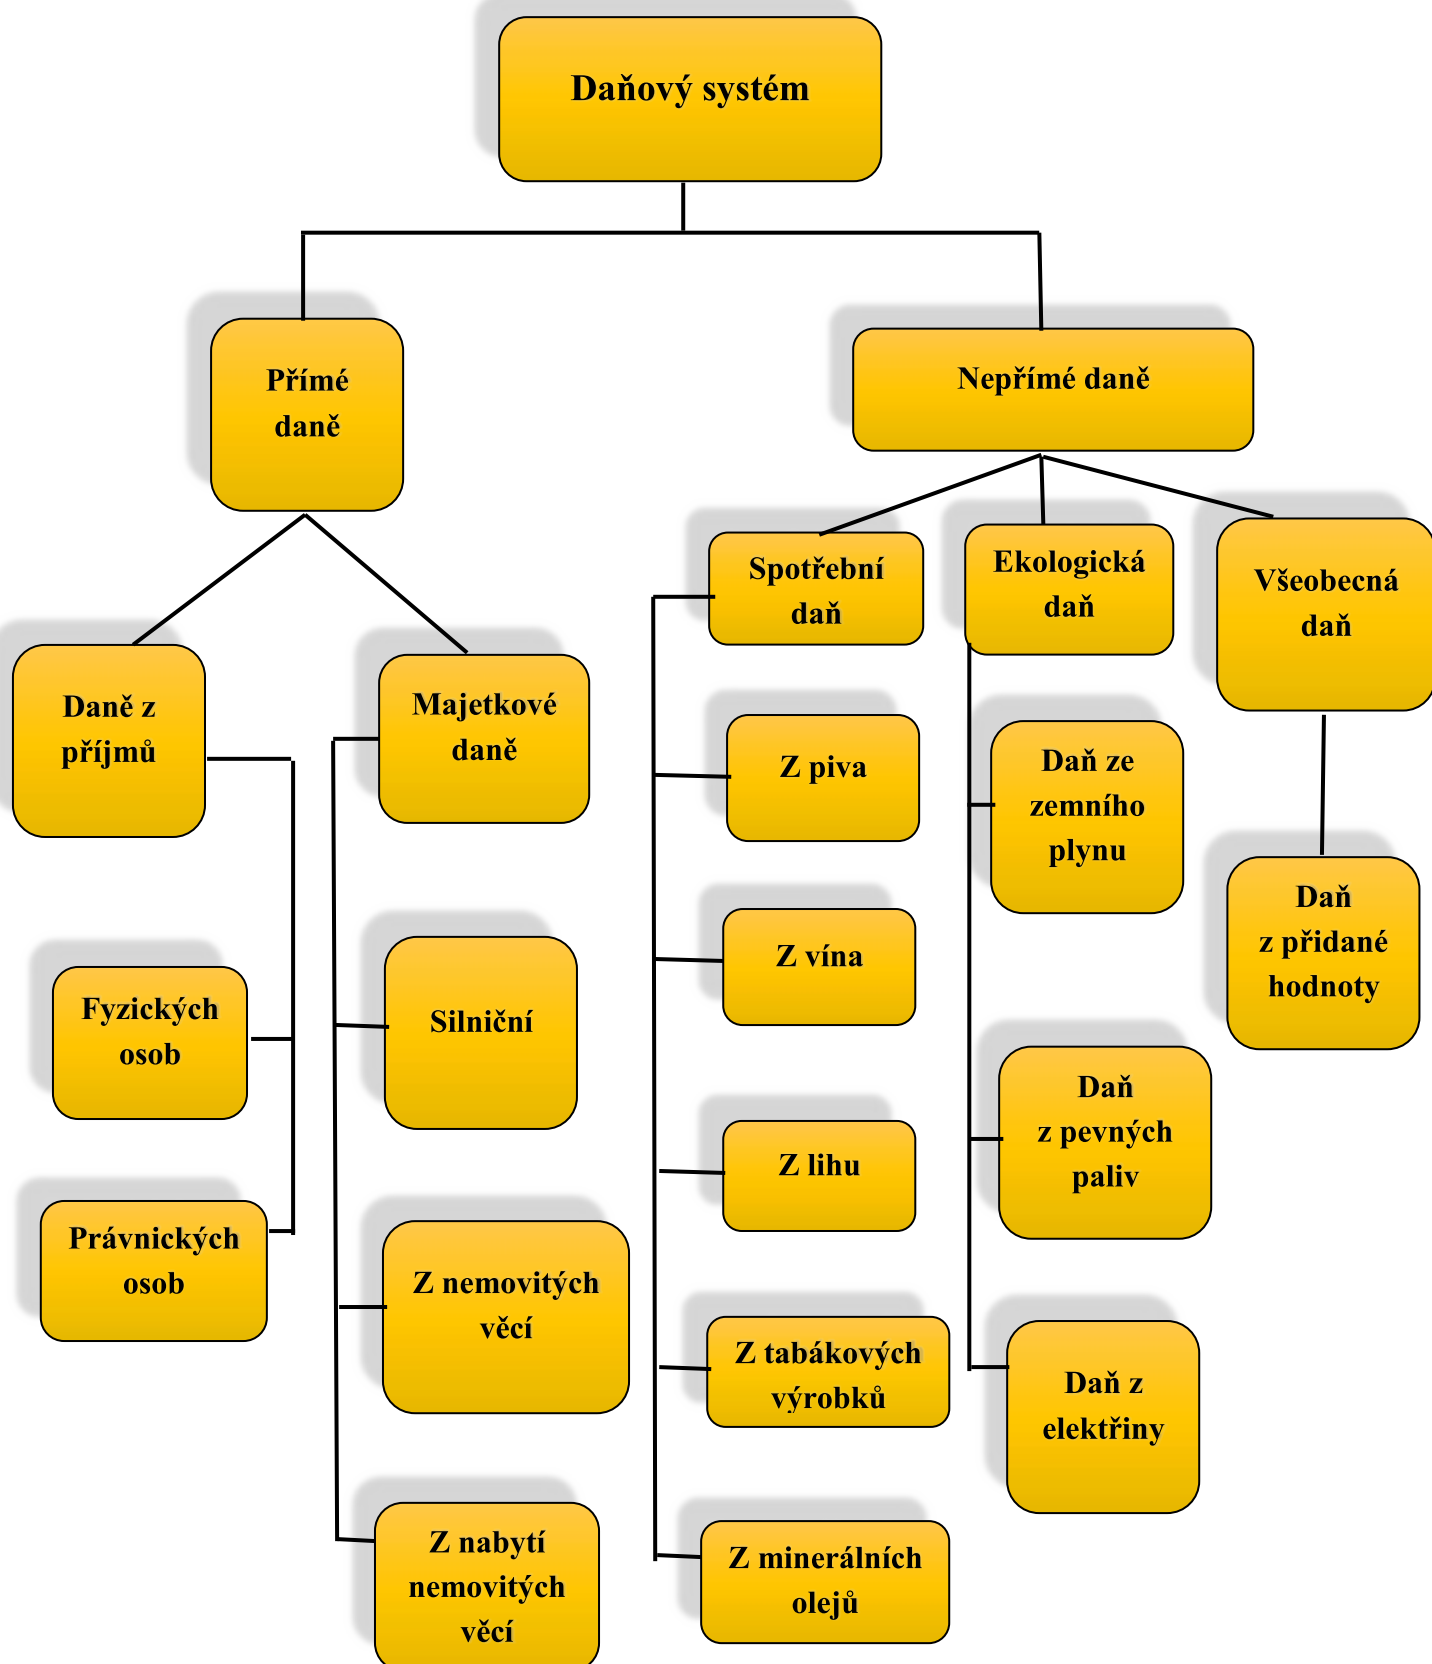 Daňový systém
Přímé
daně
Nepřímé daně
Spotřební
daň
Ekologická
daň
Všeobecná
daň
Daně z
příjmů
Majetkové
daně
Z piva
Daň ze
zemního
plynu
Daň
z přidané
hodnoty
Z vína
Fyzických
osob
Silniční
Daň
z pevných
paliv
Z lihu
Právnických
osob
Z nemovitých
věcí
Z tabákových
výrobků
Daň z
elektřiny
Z nabytí
nemovitých
věcí
Z minerálních
olejů